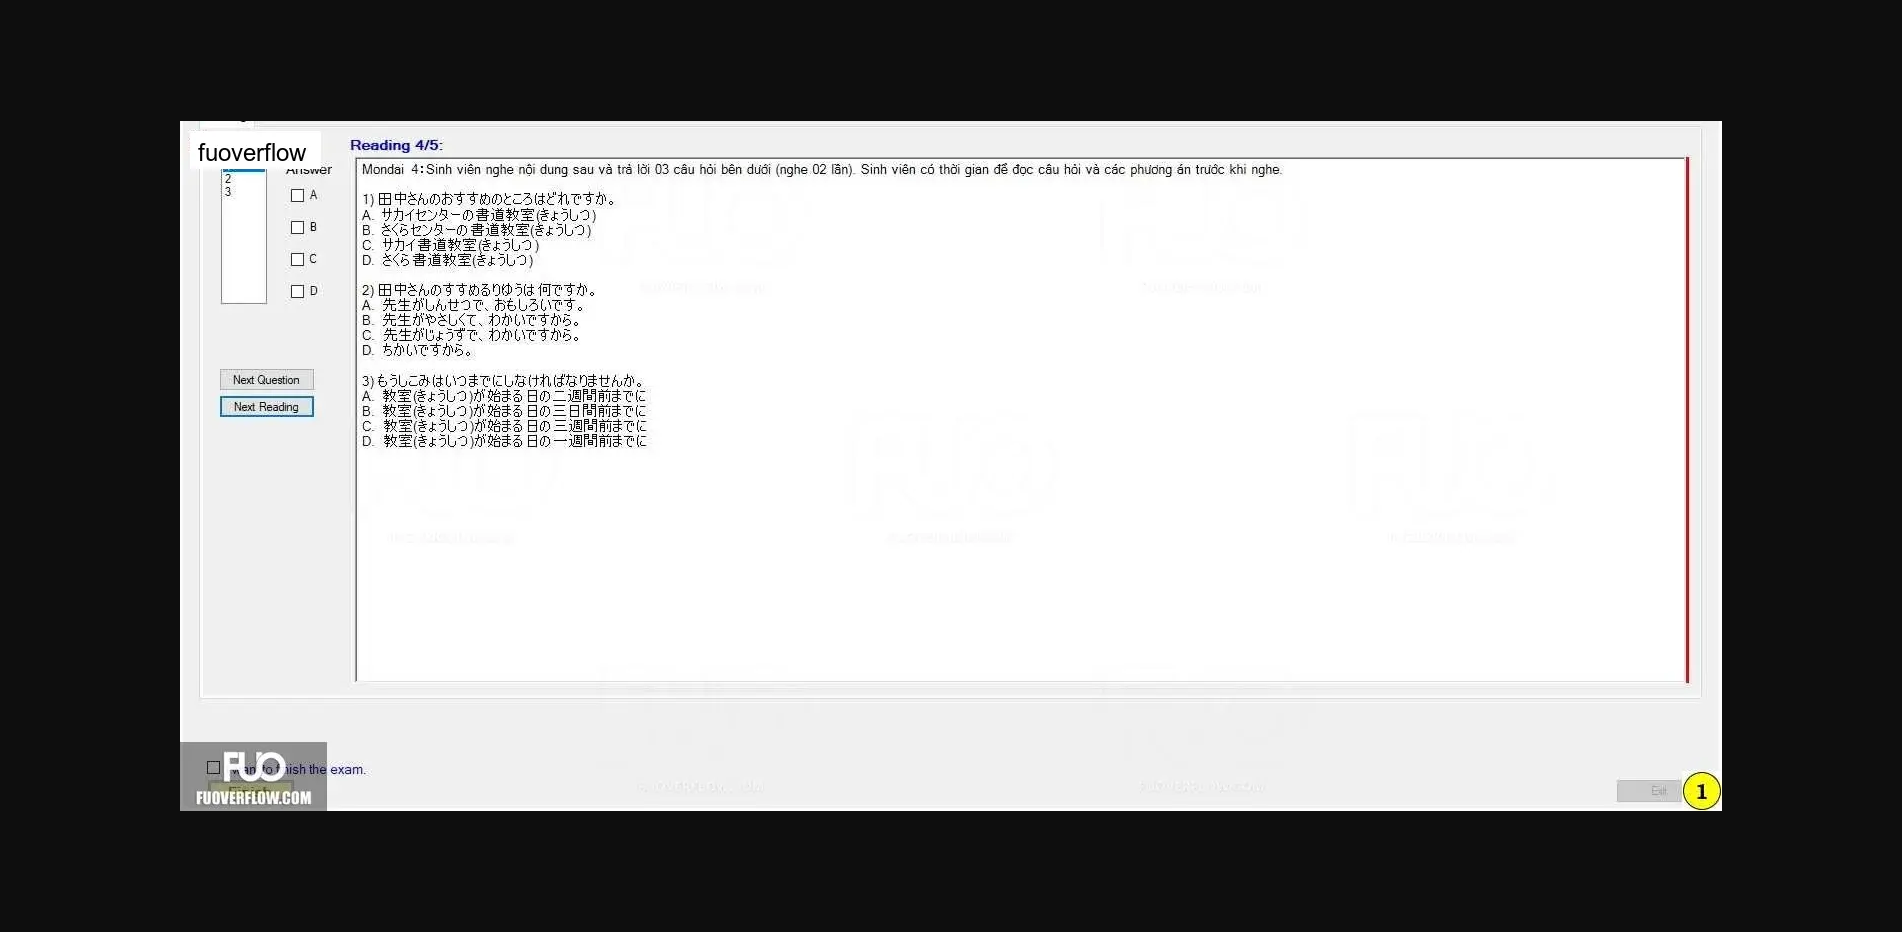 fuoverflow
Reading 4/5:
Answer
2
3
A
B
C
D
Next Question
Next Reading
Mondai 4:Sinh viên nghe nội dung sau và trả lời 03 câu hỏi bên dưới (nghe 02 lần). Sinh viên có thời gian để đọc câu hỏi và các phương án trước khi nghe.
1) 田中さんのおすすめのところはどれですか。
A. サカイセンターの書道教室(きょうしつ)
B. さくらセンターの書道教室(きょうしつ)
C. サカイ書道教室(きょうしつ)
D. さくら書道教室(きょうしつ)
2) 田中さんのすすめるりゆうは何ですか。
A. 先生がしんせつで、おもしろいです。
B. 先生がやさしくて、わかいですから。
C. 先生がじょうずで、わかいですから。
D. ちかいですから。
3) もうしこみはいつまでにしなければなりませんか。
A. 教室(きょうしつ)が始まる日の二週間前までに
B. 教室(きょうしつ)が始まる日の三日間前までに
C. 教室(きょうしつ)が始まる日の三週間前までに
D. 教室(きょうしつ)が始まる日の一週間前までに
FUO
to finish the exam.
FUOVERFLOW.COM
Exit
1